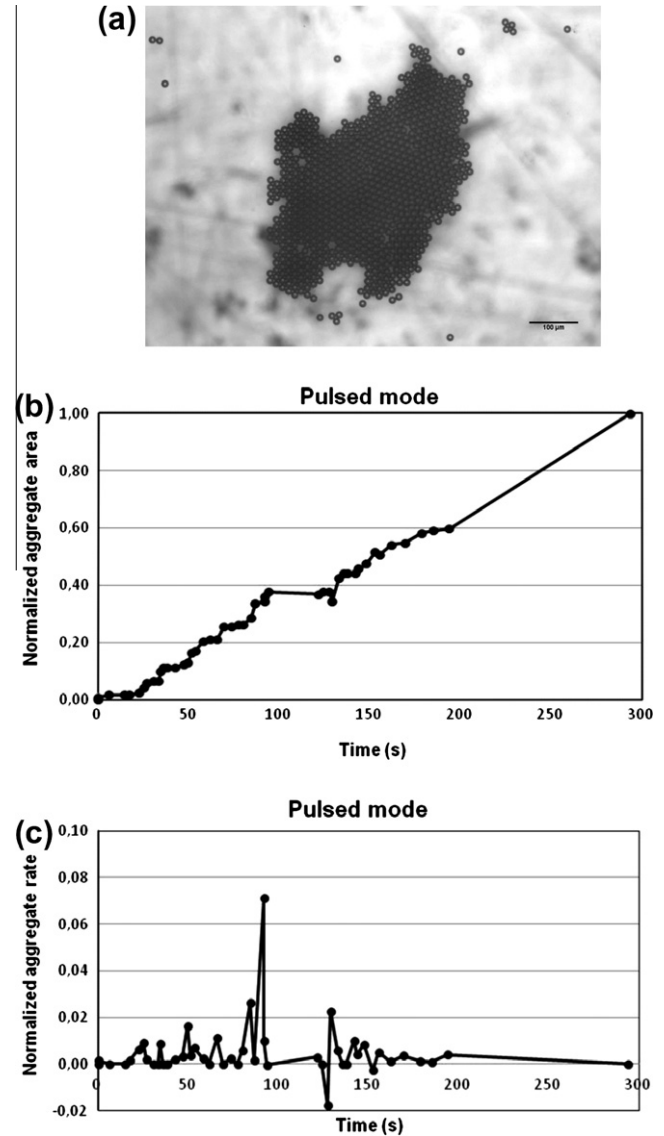 (a)
100 µm
(b)
Pulsed mode
Normalized aggregate area
1,00
0,80
0,60
0,40
0,20
0,00
0 50 100 150 200 250 300
Time (s)
(c)
Pulsed mode
Normalized aggregate rate
0,10
0,08
0,06
0,04
0,02
0,00
-0,02
0 50 100 150 200 250 300
Time (s)